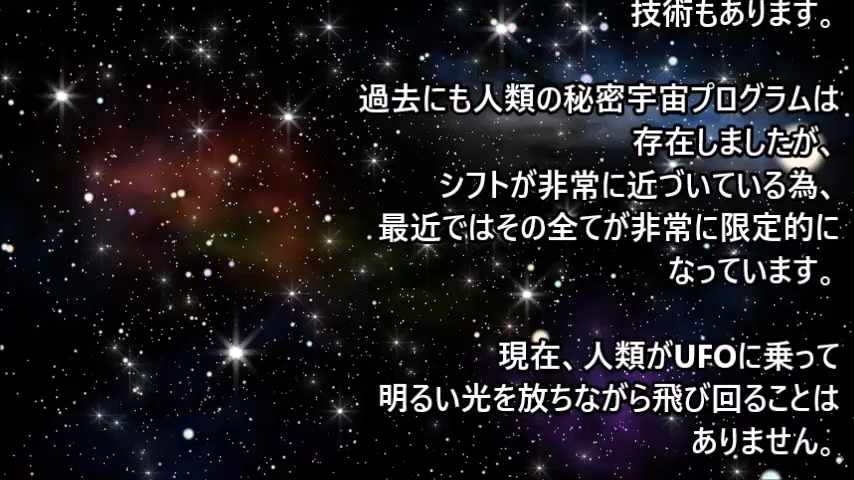 技術もあります。
過去にも人類の秘密宇宙プログラムは
存在しましたが、
シフトが非常に近づいている為、
最近ではその全てが非常に限定的に
なっています。
現在、人類がUFOに乗って
明るい光を放ちながら飛び回ることは
ありません。